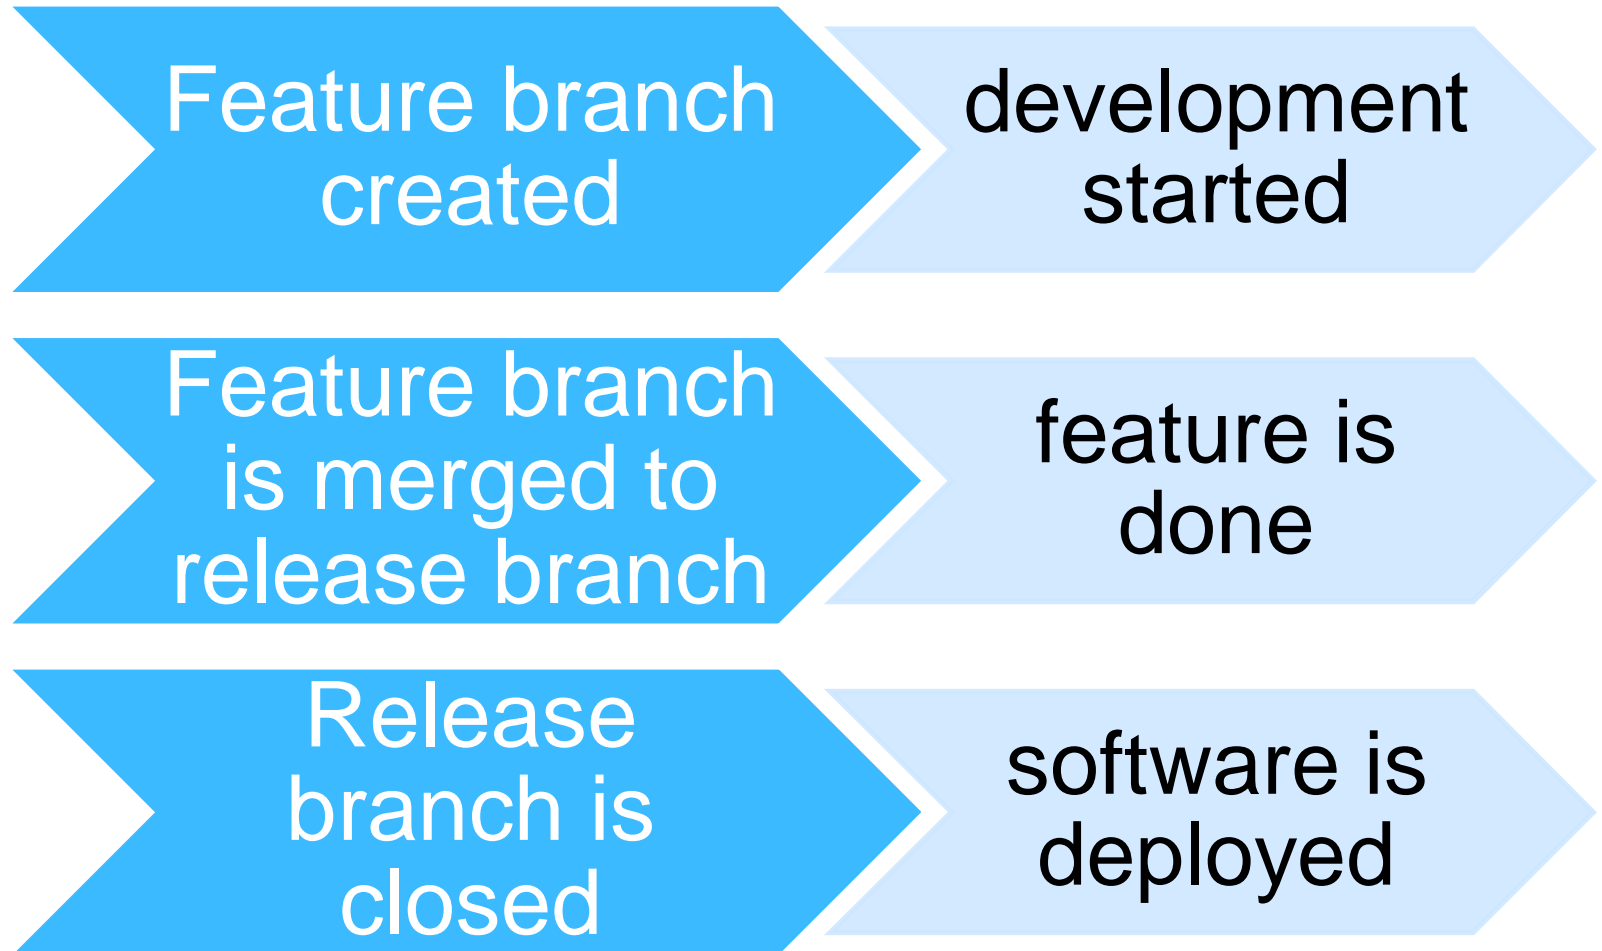 Feature branch
created
development
started
Feature branch
is merged to
release branch
feature is
done
Release
branch is
closed
software is
deployed